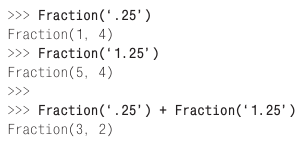 >>> Fraction(‘.25’)
Fraction(1, 4)
>>> Fraction(‘1.25’)
Fraction(5, 4)
>>>
>>> Fraction(‘.25’) + Fraction(‘1.25’)
Fraction(3, 2)